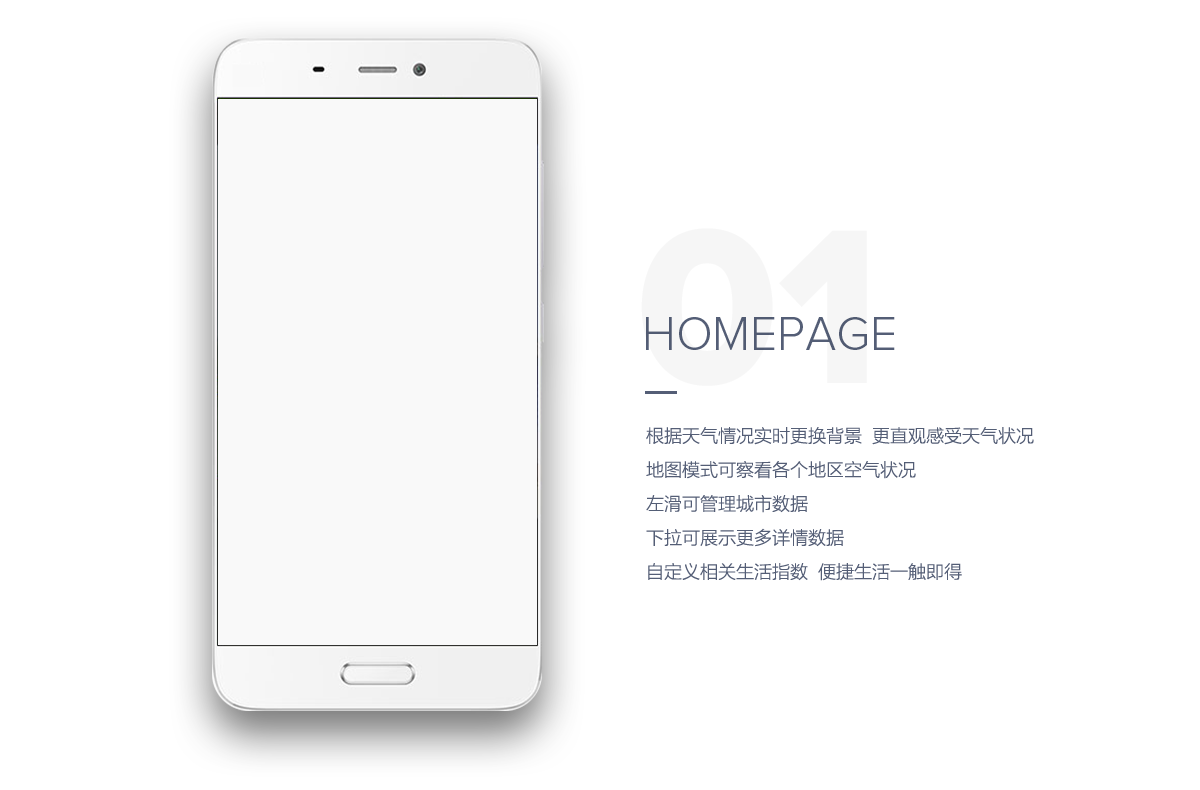 01
HOMEPAGE
根据天气情况实时更换背景 更直观感受天气状况
地图模式可察看各个地区空气状况
左滑可管理城市数据
下拉可展示更多详情数据
自定义相关生活指数 便捷生活一触即得